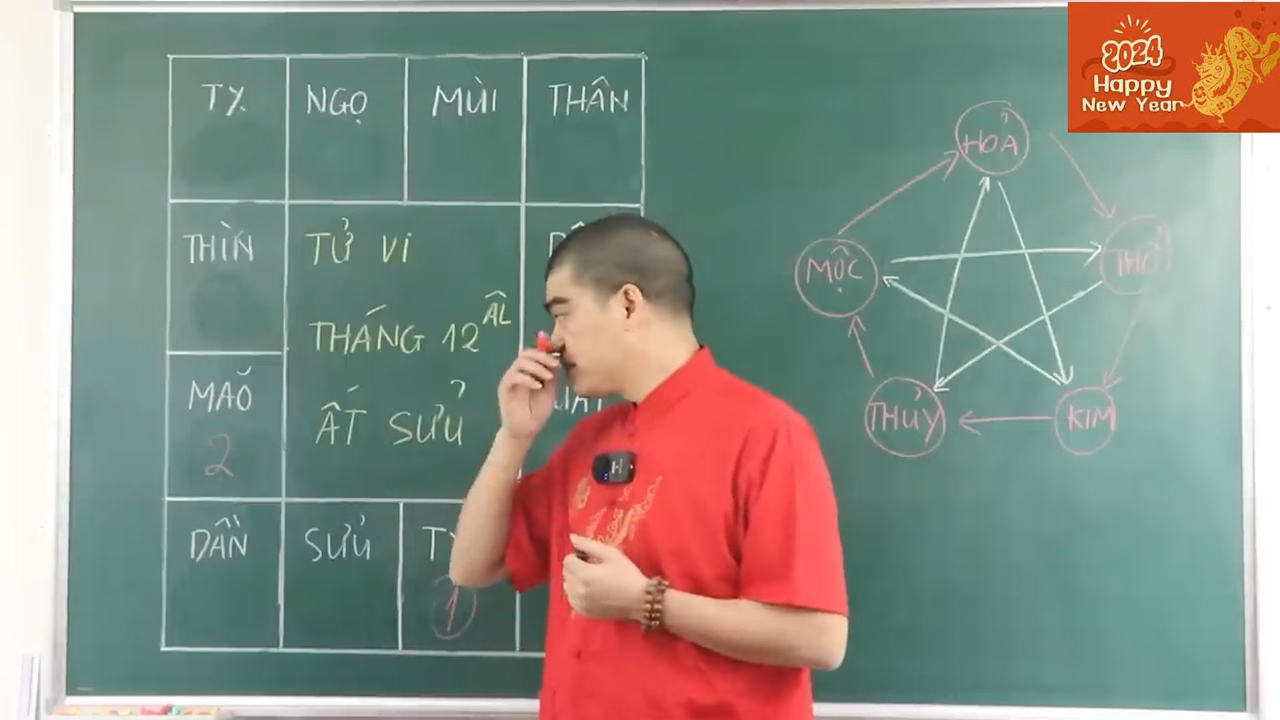 TỴ NGỌ MÙI THÂN
THÌN
TỬ VI
THÁNG 12 ÂL
ẤT SỬU
MÃO
2
DẦN SỬU
1
HỎA
MỘC THỔ
THỦY KIM
2024
Happy
New Year
H